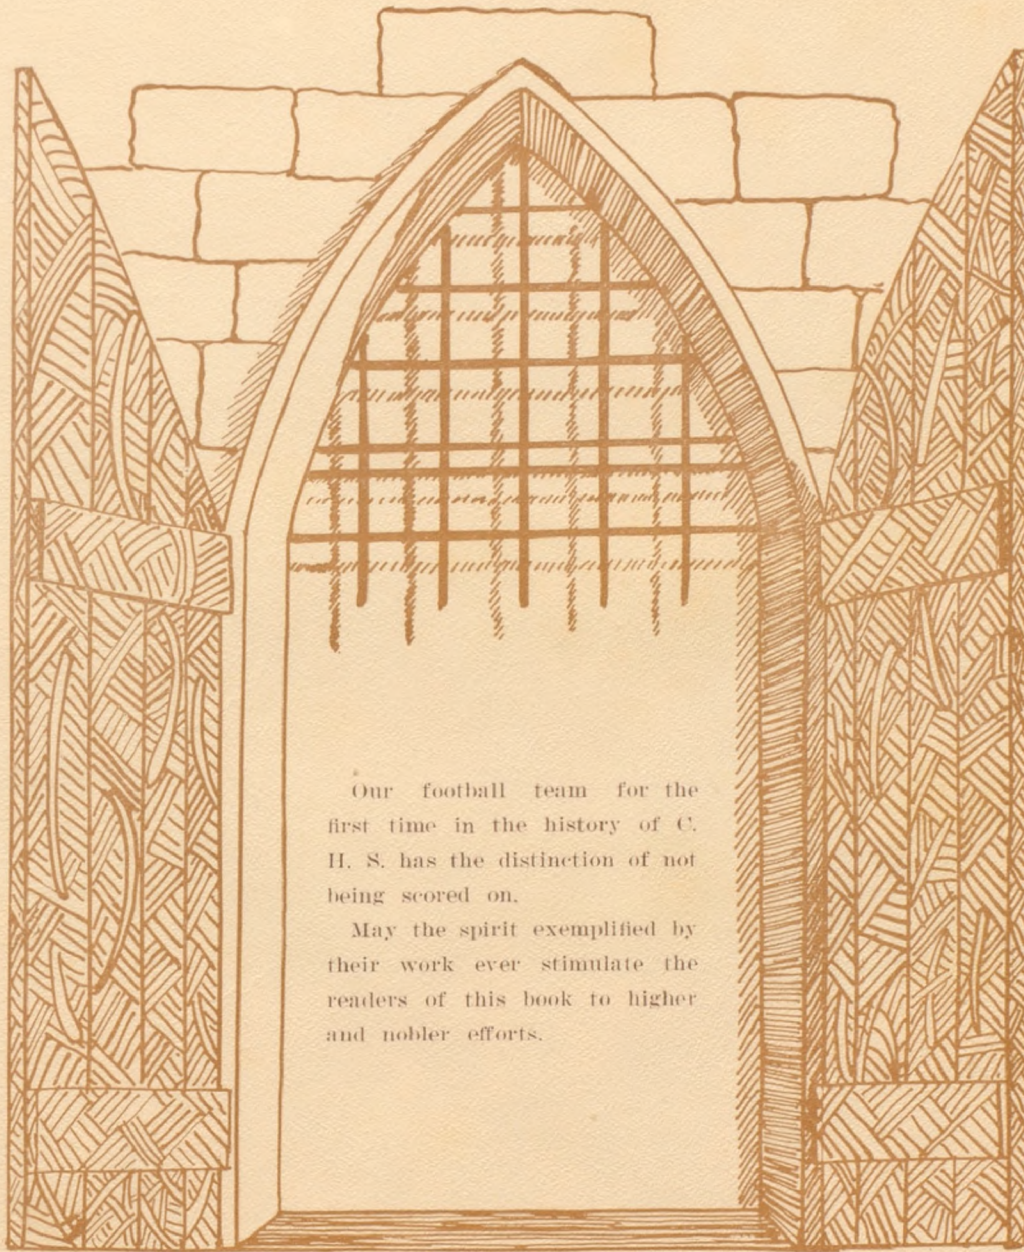 Our football team for the
first time in the history of C.
H. S. has the distinction of not
being scored on.
May the spirit exemplified by
their work ever stimulate the
readers of this book to higher
and nobler efforts.